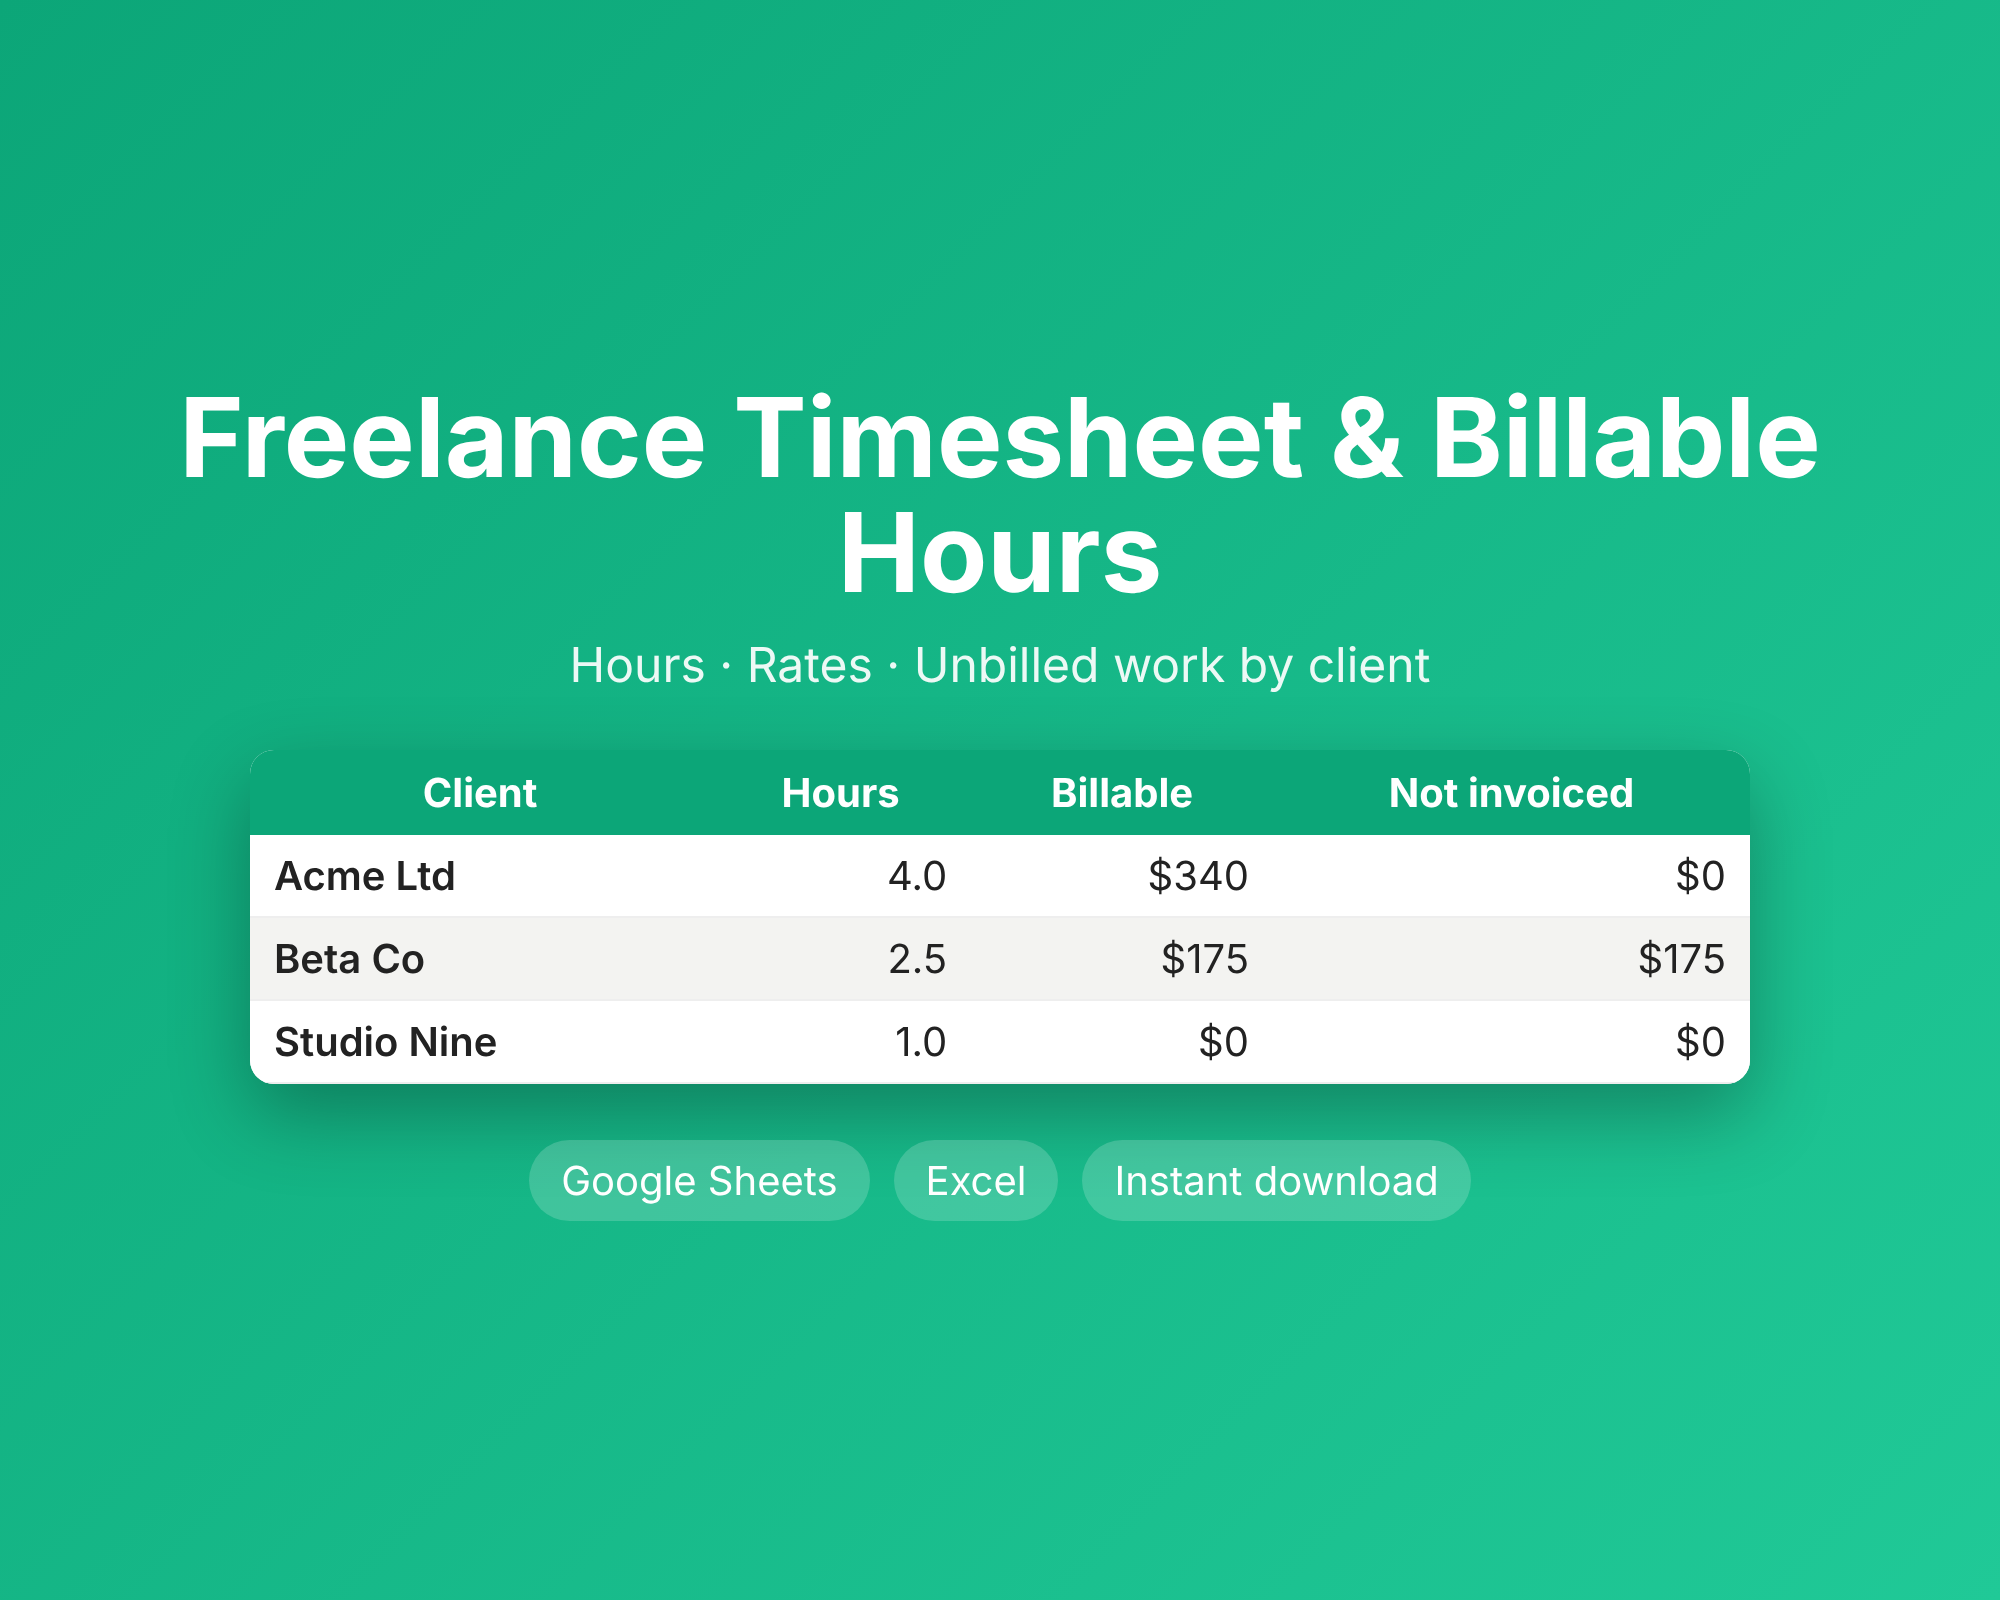 Freelance Timesheet & Billable
Hours
Hours · Rates · Unbilled work by client
Client Hours Billable Not invoiced
Acme Ltd 4.0 $340 $0
Beta Co 2.5 $175 $175
Studio Nine 1.0 $0 $0
Google Sheets Excel Instant download